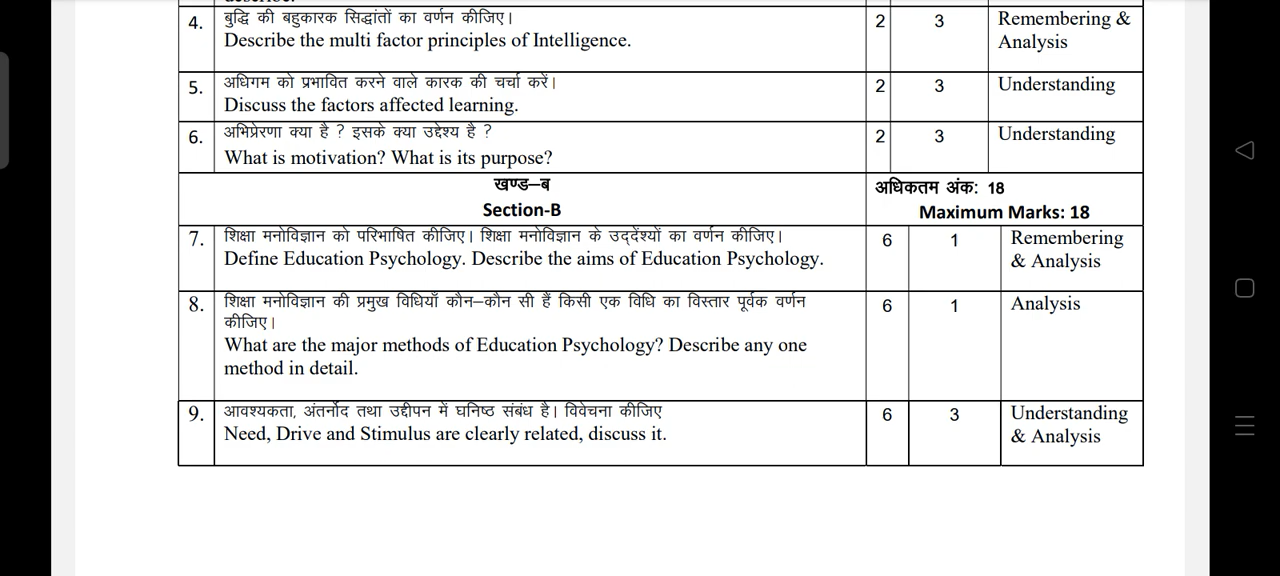 4. बुद्धि की बहुकारक सिद्धांतों का वर्णन कीजिए। 2 3 Remembering &
Describe the multi factor principles of Intelligence. Analysis
5. अधिगम को प्रभावित करने वाले कारक की चर्चा करें। 2 3 Understanding
Discuss the factors affected learning.
6. अभिप्रेरणा क्या है ? इसके क्या उद्देश्य है ? 2 3 Understanding
What is motivation? What is its purpose?
खण्ड–ब अधिकतम अंक: 18
Section-B Maximum Marks: 18
7. शिक्षा मनोविज्ञान को परिभाषित कीजिए। शिक्षा मनोविज्ञान के उद्देंश्यों का वर्णन कीजिए। 6 1 Remembering
Define Education Psychology. Describe the aims of Education Psychology. & Analysis
8. शिक्षा मनोविज्ञान की प्रमुख विधियाँ कौन–कौन सी हैं किसी एक विधि का विस्तार पूर्वक वर्णन 6 1 Analysis
कीजिए।
What are the major methods of Education Psychology? Describe any one
method in detail.
9. आवश्यकता, अंतर्नोद तथा उद्दीपन में घनिष्ठ संबंध है। विवेचना कीजिए 6 3 Understanding
Need, Drive and Stimulus are clearly related, discuss it. & Analysis